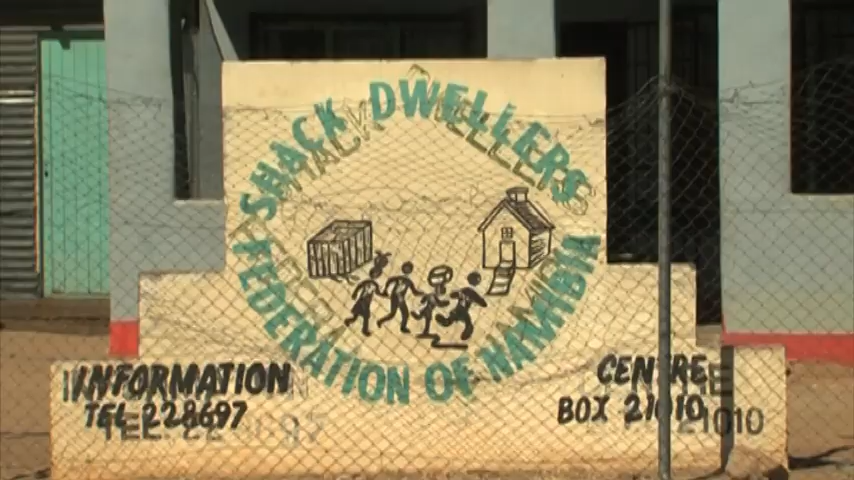 SHACK DWELLERS
FEDERATION OF NAMIBIA
INFORMATION CENTRE
TEL 228697 BOX 21010